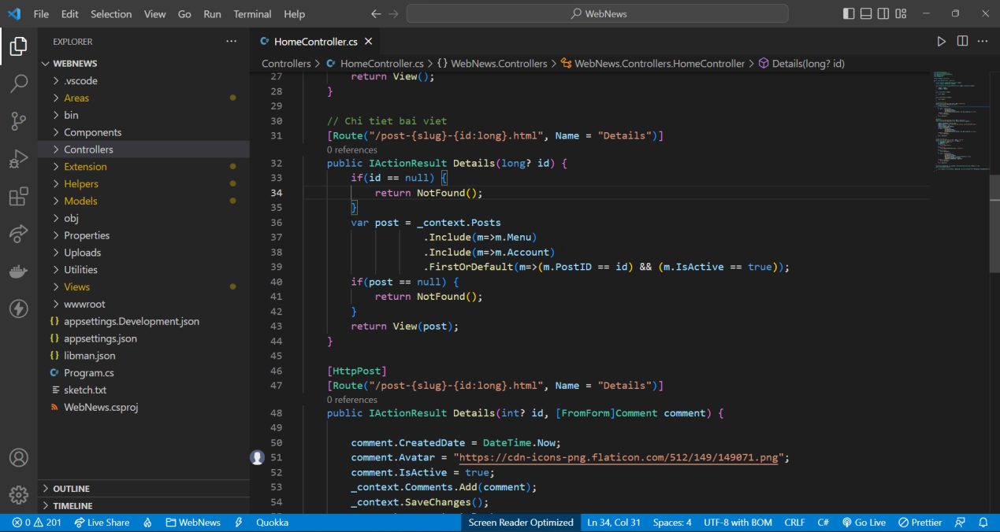 File Edit Selection View Go Run Terminal Help
WebNews
EXPLORER
HomeController.cs
Controllers > HomeController.cs > {} WebNews.Controllers > WebNews.Controllers.HomeController > Details(long? id)
WEBNEWS
.vscode
Areas
bin
Components
Controllers
Extension
Helpers
Models
obj
Properties
Uploads
Utilities
Views
wwwroot
{} appsettings.Development.json
{} appsettings.json
{} libman.json
Program.cs
sketch.txt
WebNews.csproj
OUTLINE
TIMELINE
27 return View();
28 }
29
30 // Chi tiet bai viet
31 [Route("/post-{slug}-{id:long}.html", Name = "Details")]
0 references
32 public IActionResult Details(long? id) {
33 if(id == null) {
34 return NotFound();
35 }
36 var post = _context.Posts
37 .Include(m=>m.Menu)
38 .Include(m=>m.Account)
39 .FirstOrDefault(m=>(m.PostID == id) && (m.IsActive == true));
40 if(post == null) {
41 return NotFound();
42 }
43 return View(post);
44 }
45
46 [HttpPost]
47 [Route("/post-{slug}-{id:long}.html", Name = "Details")]
0 references
48 public IActionResult Details(int? id, [FromForm]Comment comment) {
49
50 comment.CreatedDate = DateTime.Now;
51 comment.Avatar = "https://cdn-icons-png.flaticon.com/512/149/149071.png";
52 comment.IsActive = true;
53 _context.Comments.Add(comment);
54 _context.SaveChanges();
0 201 Live Share WebNews Quokka Screen Reader Optimized Ln 34, Col 31 Spaces: 4 UTF-8 with BOM CRLF C# Go Live Prettier